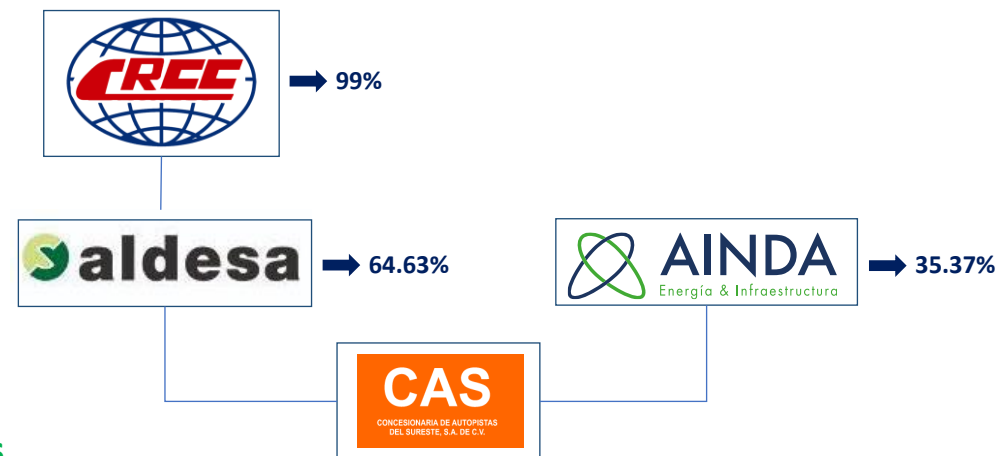 CRCC
99%
aldesa
64.63%
AINDA
Energía & Infraestructura
35.37%
CAS
CONCESIONARIA DE AUTOPISTAS
DEL SURESTE, S.A. DE C.V.